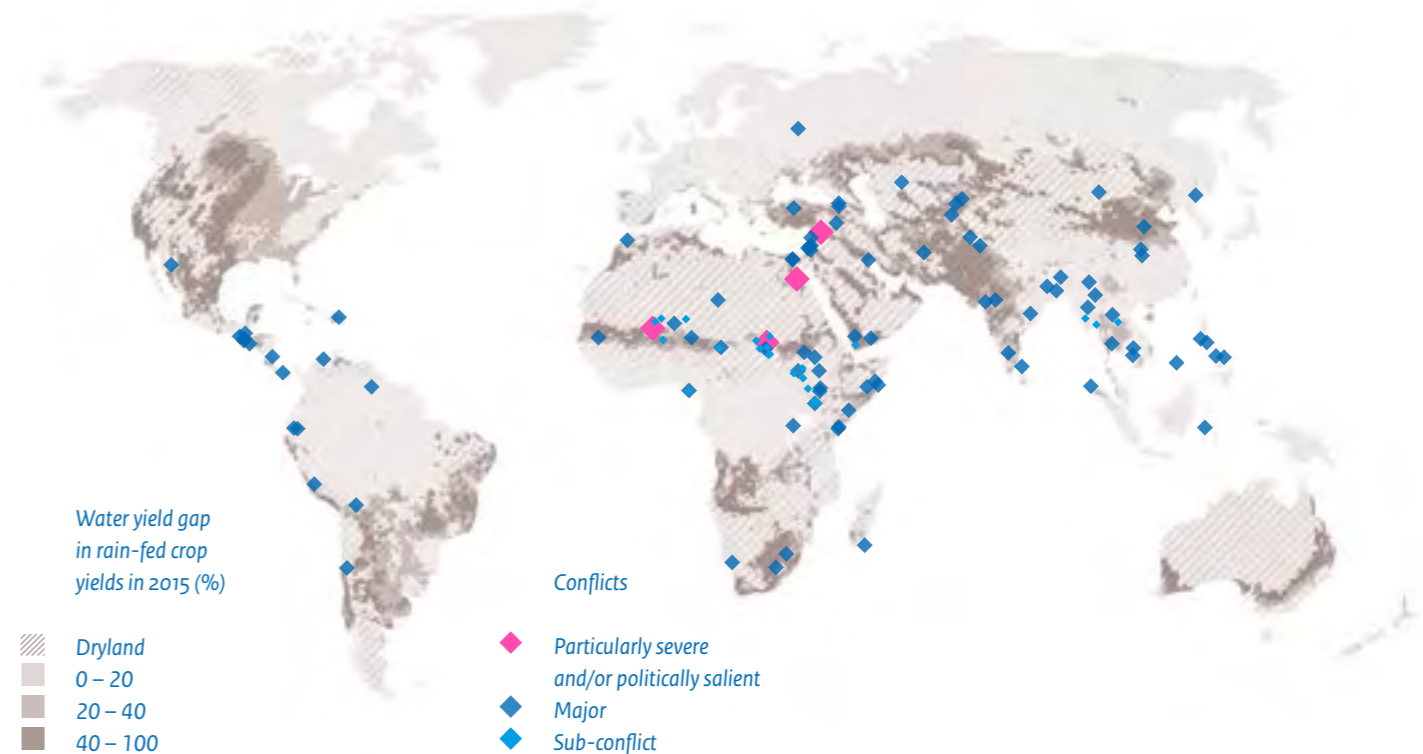 Water yield gap
in rain-fed crop
yields in 2015 (%)
Dryland
0 – 20
20 – 40
40 – 100
Conflicts
Particularly severe
and/or politically salient
Major
Sub-conflict